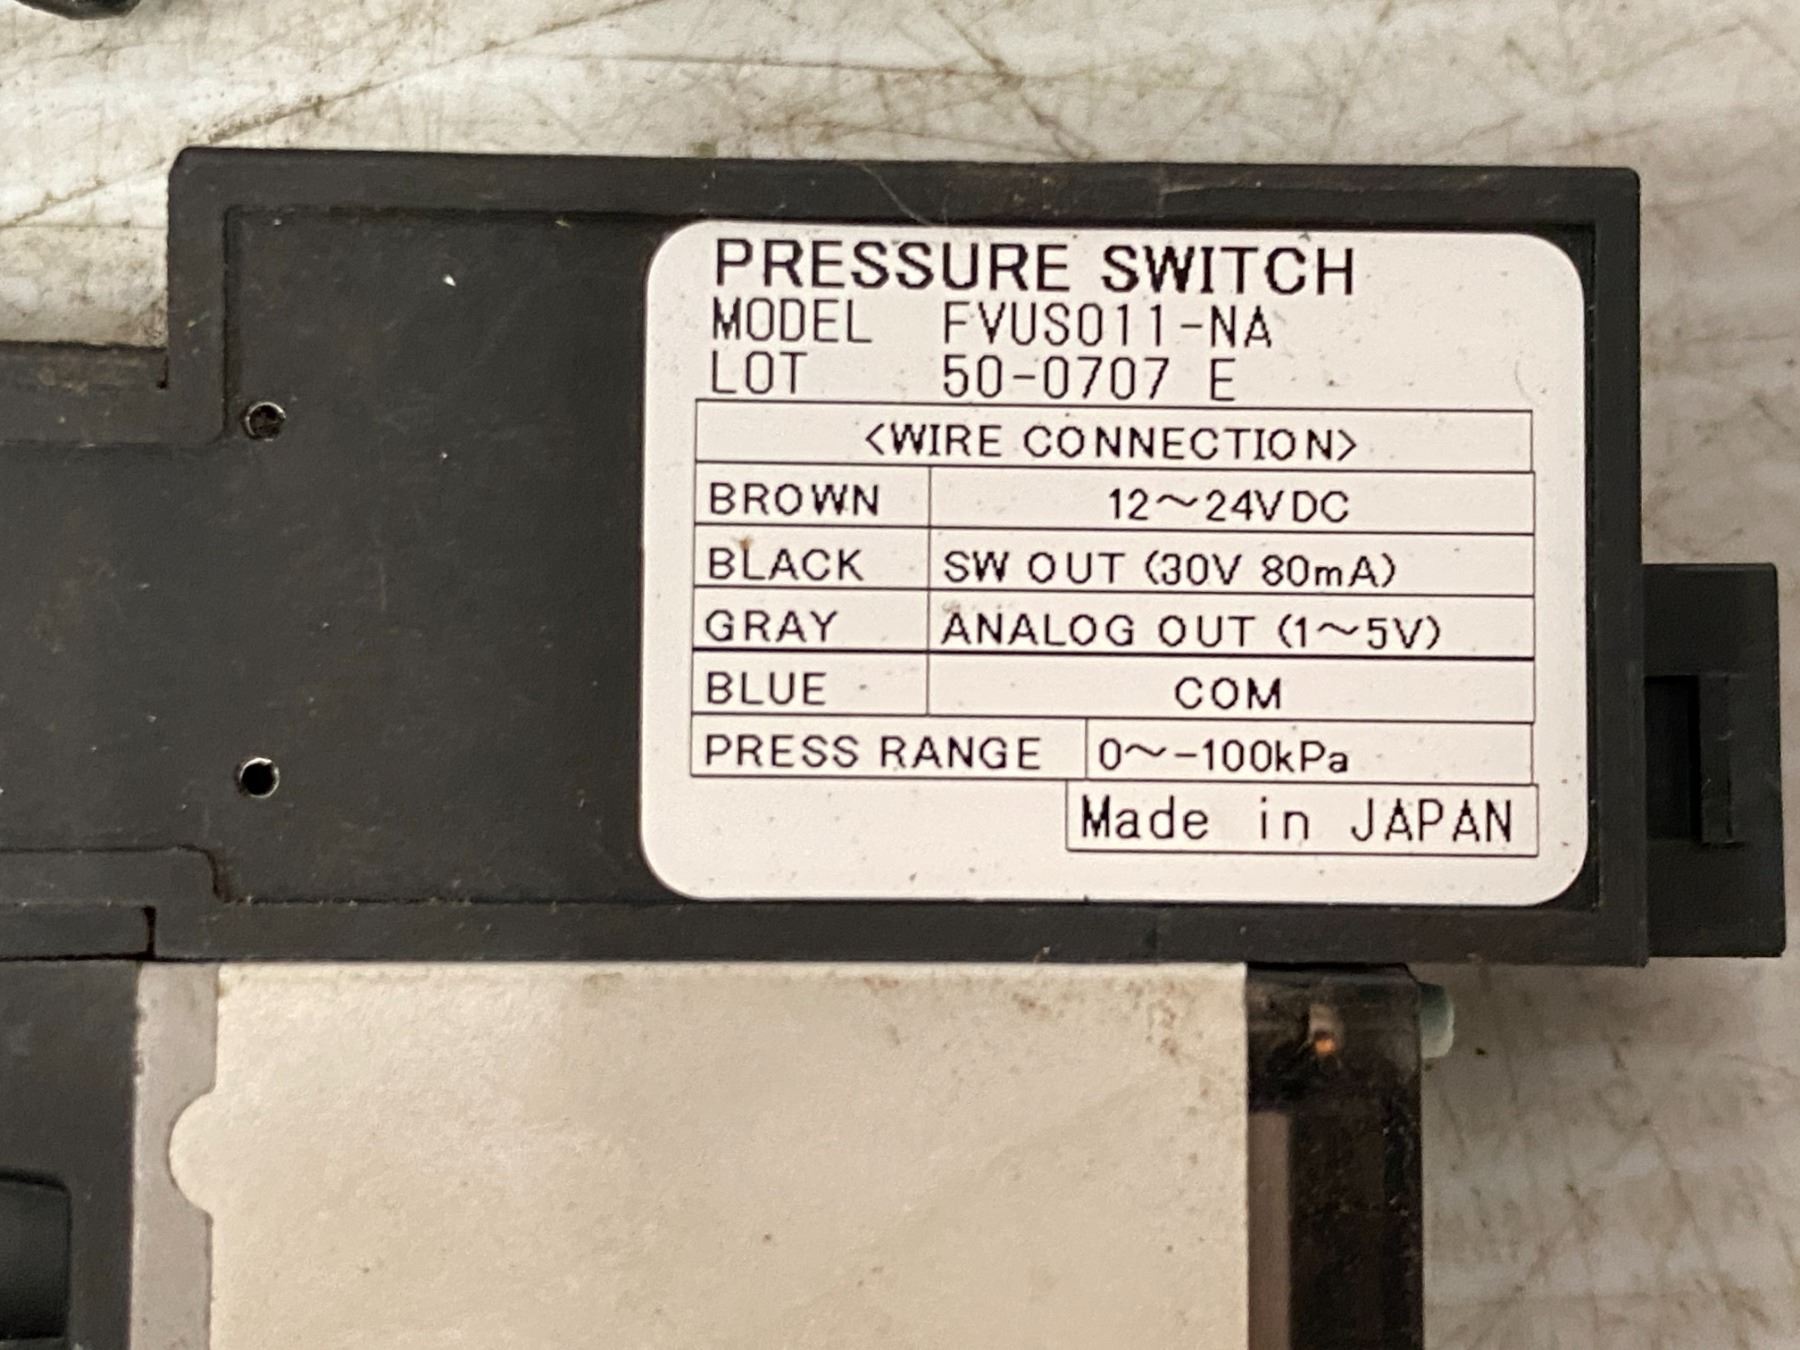 PRESSURE SWITCH
MODEL FVUS011-NA
LOT 50-0707 E
<WIRE CONNECTION>
BROWN 12~24VDC
BLACK SW OUT (30V 80mA)
GRAY ANALOG OUT (1~5V)
BLUE COM
PRESS RANGE 0~-100kPa
Made in JAPAN